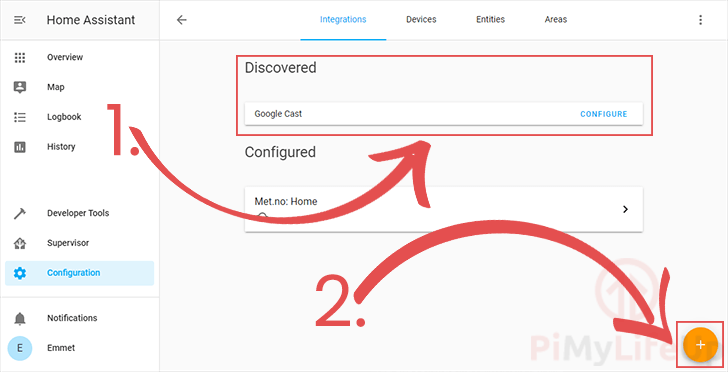 Home Assistant
Integrations
Devices
Entities
Areas
Overview
Map
Logbook
History
Developer Tools
Supervisor
Configuration
Notifications
E
Emmet
Discovered
Google Cast
CONFIGURE
Configured
Met.no: Home
1.
2.
+
PiMyLife